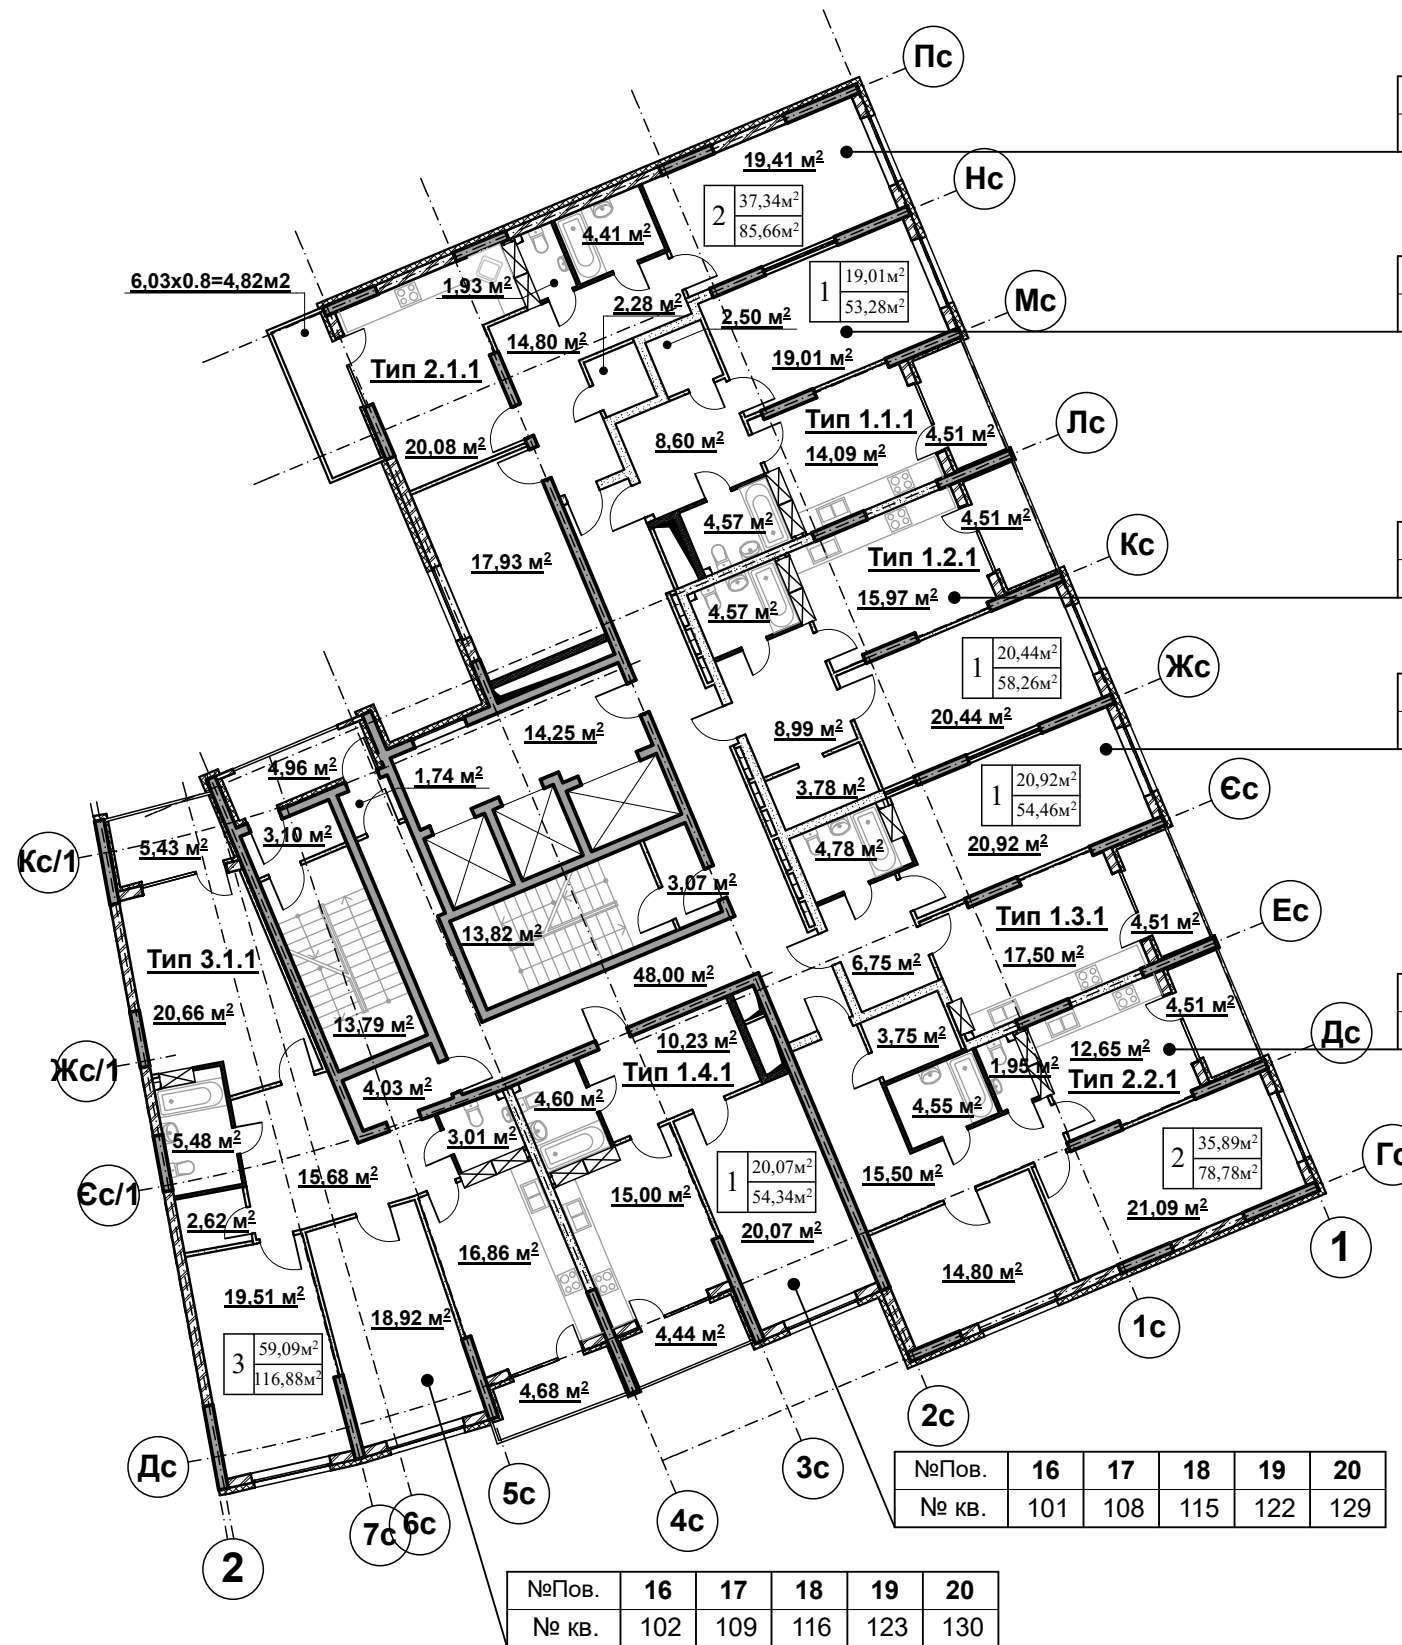 Пс
19,41 м²
Нс
2 37,34м²
85,66м²
4,41 м²
6,03x0.8=4,82м2
1,93 м²
1 19,01м²
53,28м²
Мс
2,28 м²
2,50 м²
14,80 м²
19,01 м²
Тип 2.1.1
Тип 1.1.1
Лс
20,08 м²
8,60 м²
14,09 м²
4,51 м²
4,57 м²
4,51 м²
Кс
17,93 м²
Тип 1.2.1
15,97 м²
4,57 м²
1 20,44м²
58,26м²
Жс
20,44 м²
14,25 м²
8,99 м²
4,96 м²
1,74 м²
3,78 м²
1 20,92м²
54,46м²
Єс
3,10 м²
5,43 м²
4,78 м²
20,92 м²
Кс/1
3,07 м²
Тип 1.3.1
4,51 м²
Ес
13,82 м²
17,50 м²
Тип 3.1.1
6,75 м²
48,00 м²
20,66 м²
13,79 м²
10,23 м²
3,75 м²
4,51 м²
Дс
12,65 м²
1,95 м²
Тип 1.4.1
Тип 2.2.1
Жс/1
4,03 м²
4,60 м²
4,55 м²
3,01 м²
5,48 м²
2 35,89м²
78,78м²
Гс
15,68 м²
15,50 м²
1 20,07м²
54,34м²
Єс/1
15,00 м²
21,09 м²
2,62 м²
20,07 м²
1
16,86 м²
14,80 м²
19,51 м²
18,92 м²
4,44 м²
1с
3 59,09м²
116,88м²
4,68 м²
2с
Дс
3с
5с
4с
6с
7с
2
№Пов. 16 17 18 19 20
№ кв. 101 108 115 122 129
№Пов. 16 17 18 19 20
№ кв. 102 109 116 123 130